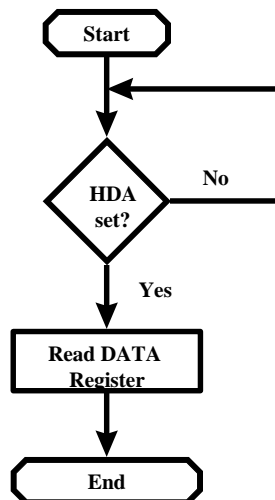 Start
HDA
set?
No
Yes
Read DATA
Register
End